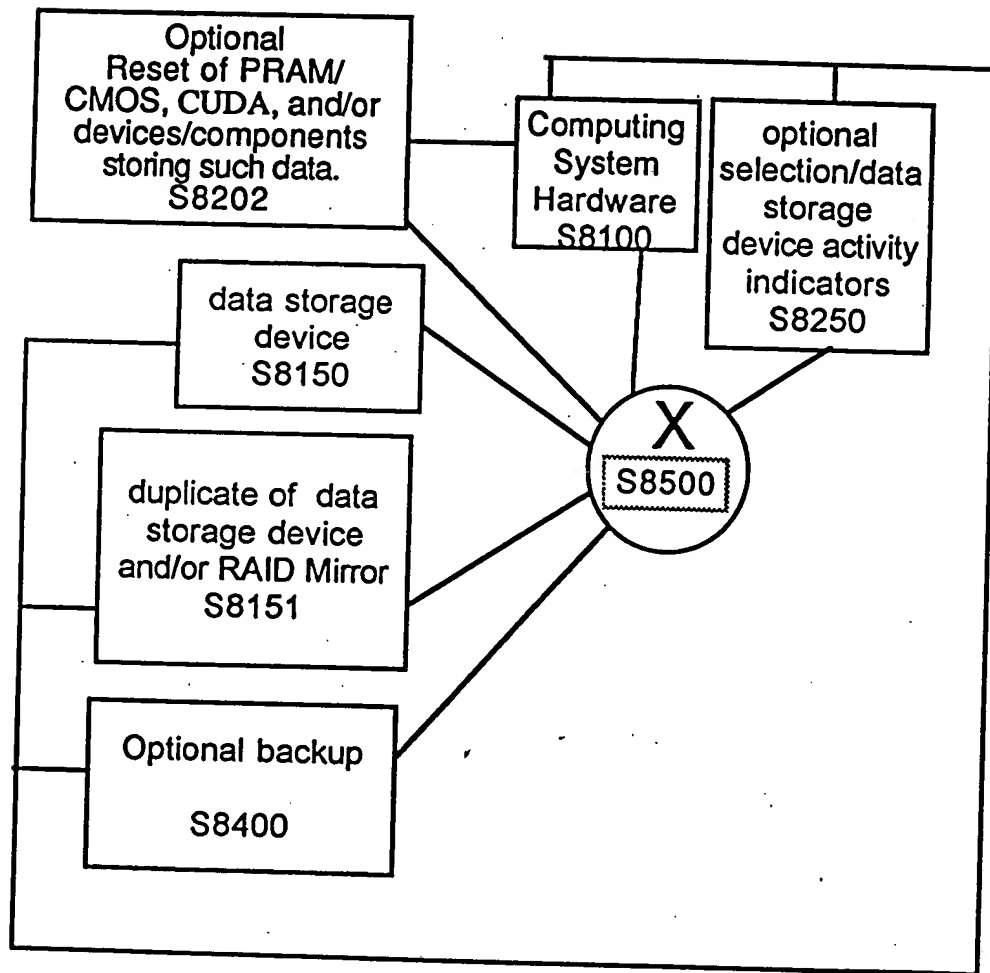 Optional
Reset of PRAM/
CMOS, CUDA, and/or
devices/components
storing such data.
S8202
Computing
System
Hardware
S8100
optional
selection/data
storage
device activity
indicators
S8250
data storage
device
S8150
X
S8500
duplicate of data
storage device
and/or RAID Mirror
S8151
Optional backup
S8400